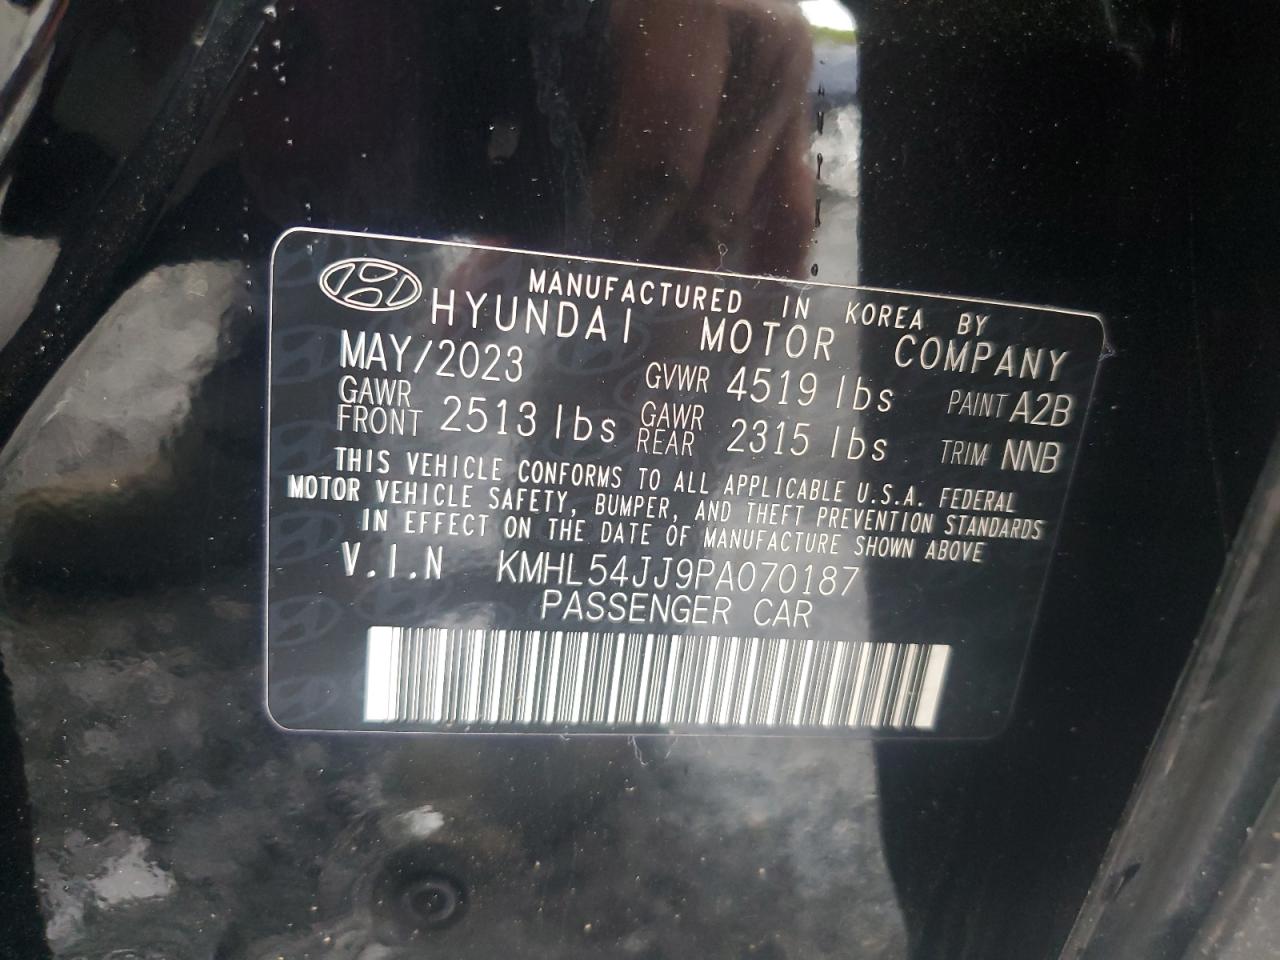 MANUFACTURED IN KOREA BY
HYUNDAI MOTOR COMPANY
MAY/2023 GVWR 4519 lbs PAINT A2B
GAWR FRONT 2513 lbs GAWR REAR 2315 lbs TRIM NNB
THIS VEHICLE CONFORMS TO ALL APPLICABLE U.S.A. FEDERAL
MOTOR VEHICLE SAFETY, BUMPER, AND THEFT PREVENTION STANDARDS
IN EFFECT ON THE DATE OF MANUFACTURE SHOWN ABOVE
V.I.N KMHL54JJ9PA070187
PASSENGER CAR